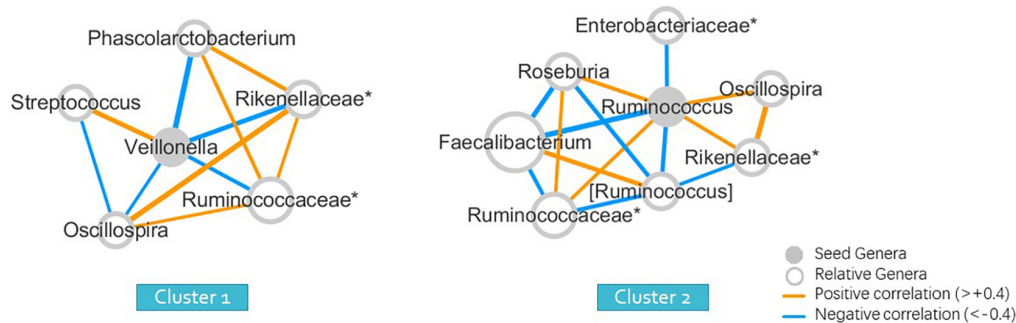 Phascolarctobacterium
Streptococcus
Rikenellaceae*
Veillonella
Ruminococcaceae*
Oscillospira
Cluster 1
Enterobacteriaceae*
Roseburia
Oscillospira
Ruminococcus
Faecalibacterium
Rikenellaceae*
[Ruminococcus]
Ruminococcaceae*
Cluster 2
Seed Genera
Relative Genera
Positive correlation (>+0.4)
Negative correlation (<-0.4)